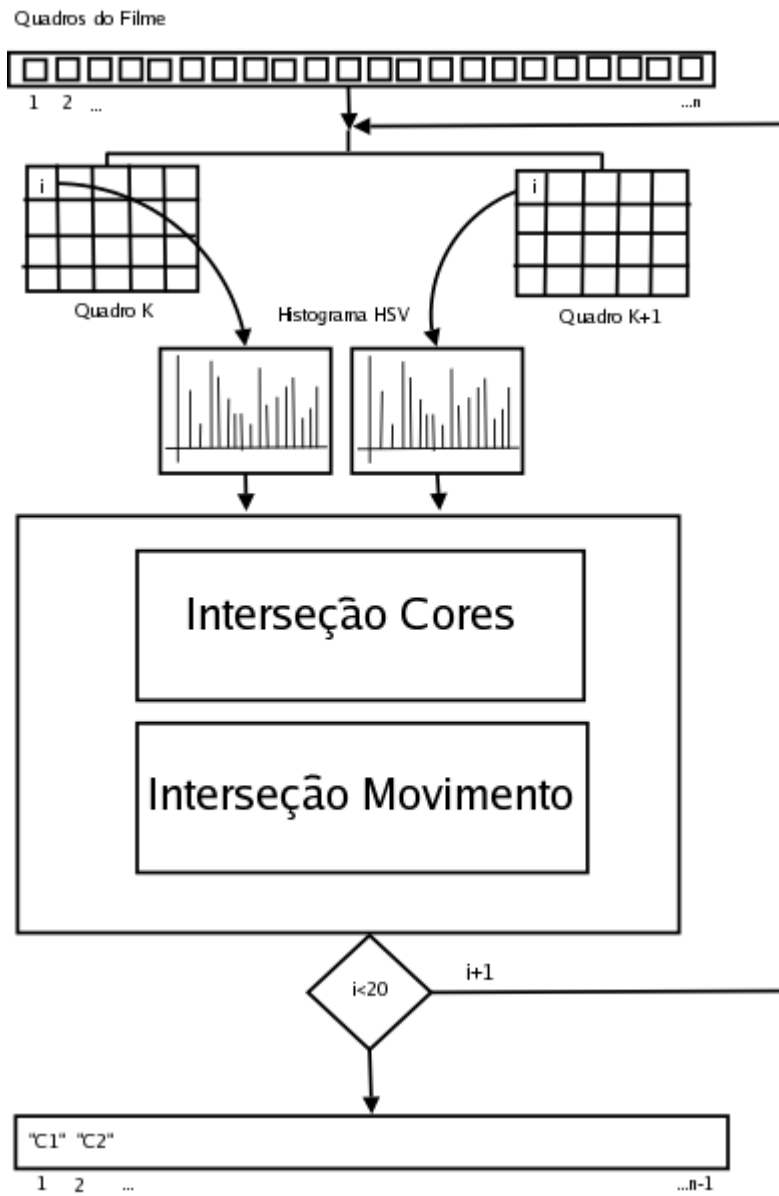 Quadros do Filme
1 2 ... ...n
i i
Quadro K Histograma HSV Quadro K+1
Interseção Cores
Interseção Movimento
i<20 i+1
"C1" "C2"
1 2 ... ...n-1